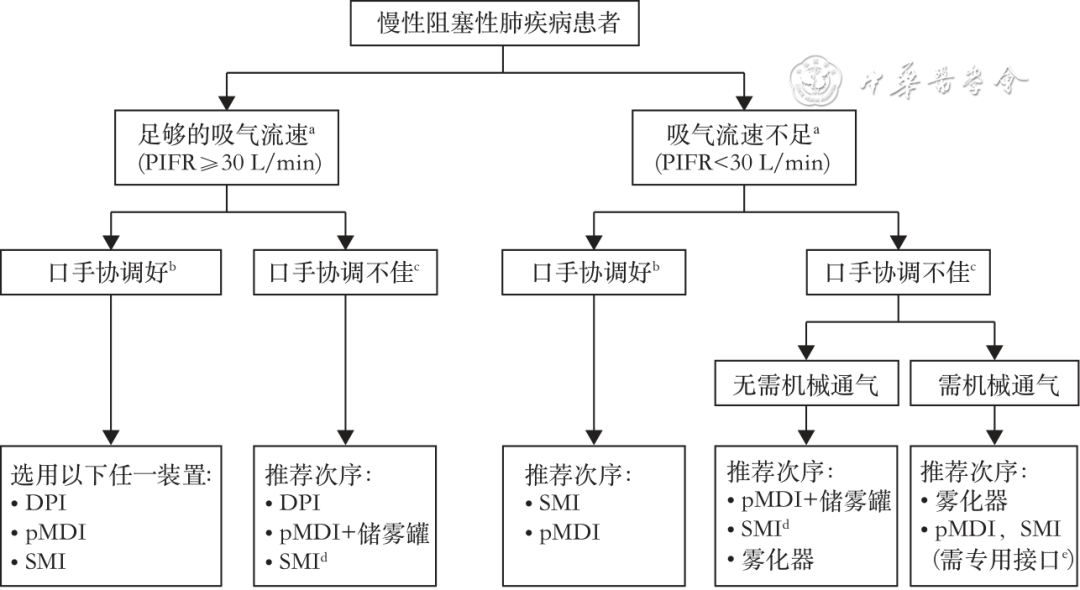 慢性阻塞性肺疾病患者
中华医学会
足够的吸气流速a
(PIFR≥30 L/min)
吸气流速不足a
(PIFR<30 L/min)
口手协调好b
口手协调不佳c
口手协调好b
口手协调不佳c
无需机械通气
需机械通气
选用以下任一装置:
• DPI
• pMDI
• SMI
推荐次序:
• DPI
• pMDI+储雾罐
• SMId
推荐次序:
• SMI
• pMDI
推荐次序:
• pMDI+储雾罐
• SMId
• 雾化器
推荐次序:
• 雾化器
• pMDI, SMI
(需专用接口e)